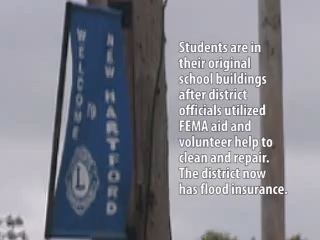 WELCOME
TO
NEW HARTFORD
L
Students are in
their original
school buildings
after district
officials utilized
FEMA aid and
volunteer help to
clean and repair.
The district now
has flood insurance.